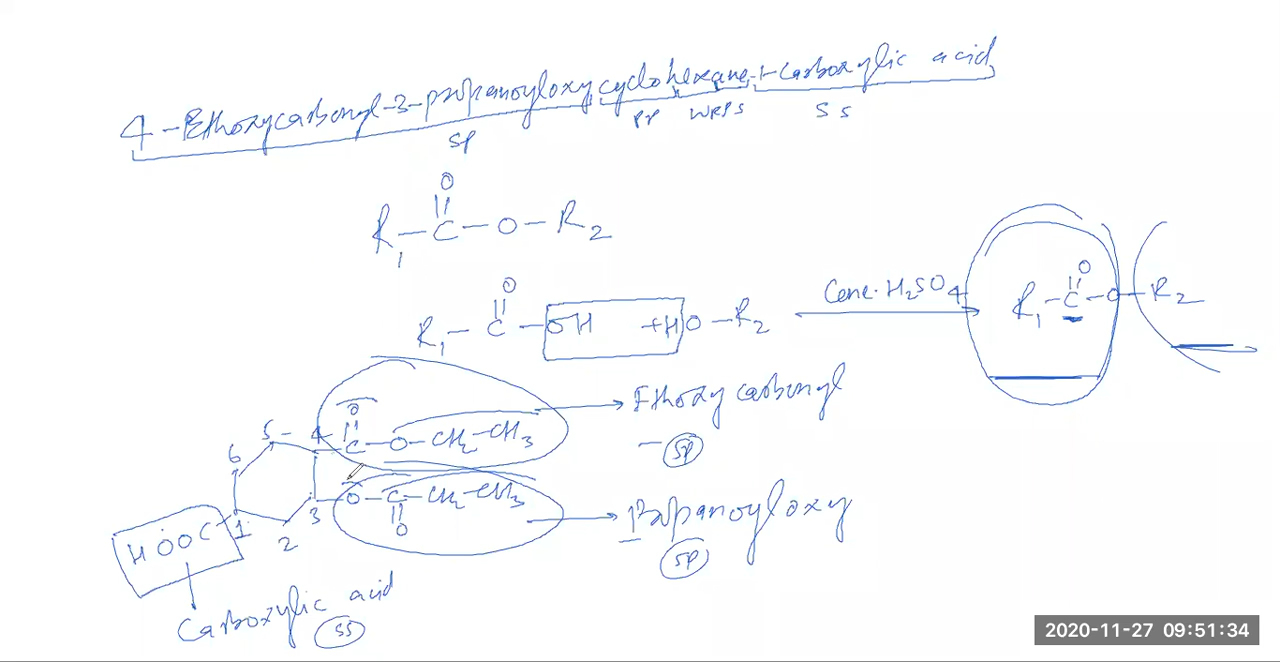 4-Ethoxycarbonyl-3-propanoyloxycyclohexane-1-Carboxylic acid
SP PP WRPS SS
O
R1-C-O-R2
O
R1-C-OH +HO-R2
Conc. H2SO4
O
R1-C-O-R2
O
C-O-CH2-CH3
Ethoxy carbonyl
SP
O-C-CH2-CH3
O
Propanoyloxy
SP
6 5 4
1 2 3
HOOC
Carboxylic acid
SS
2020-11-27 09:51:34